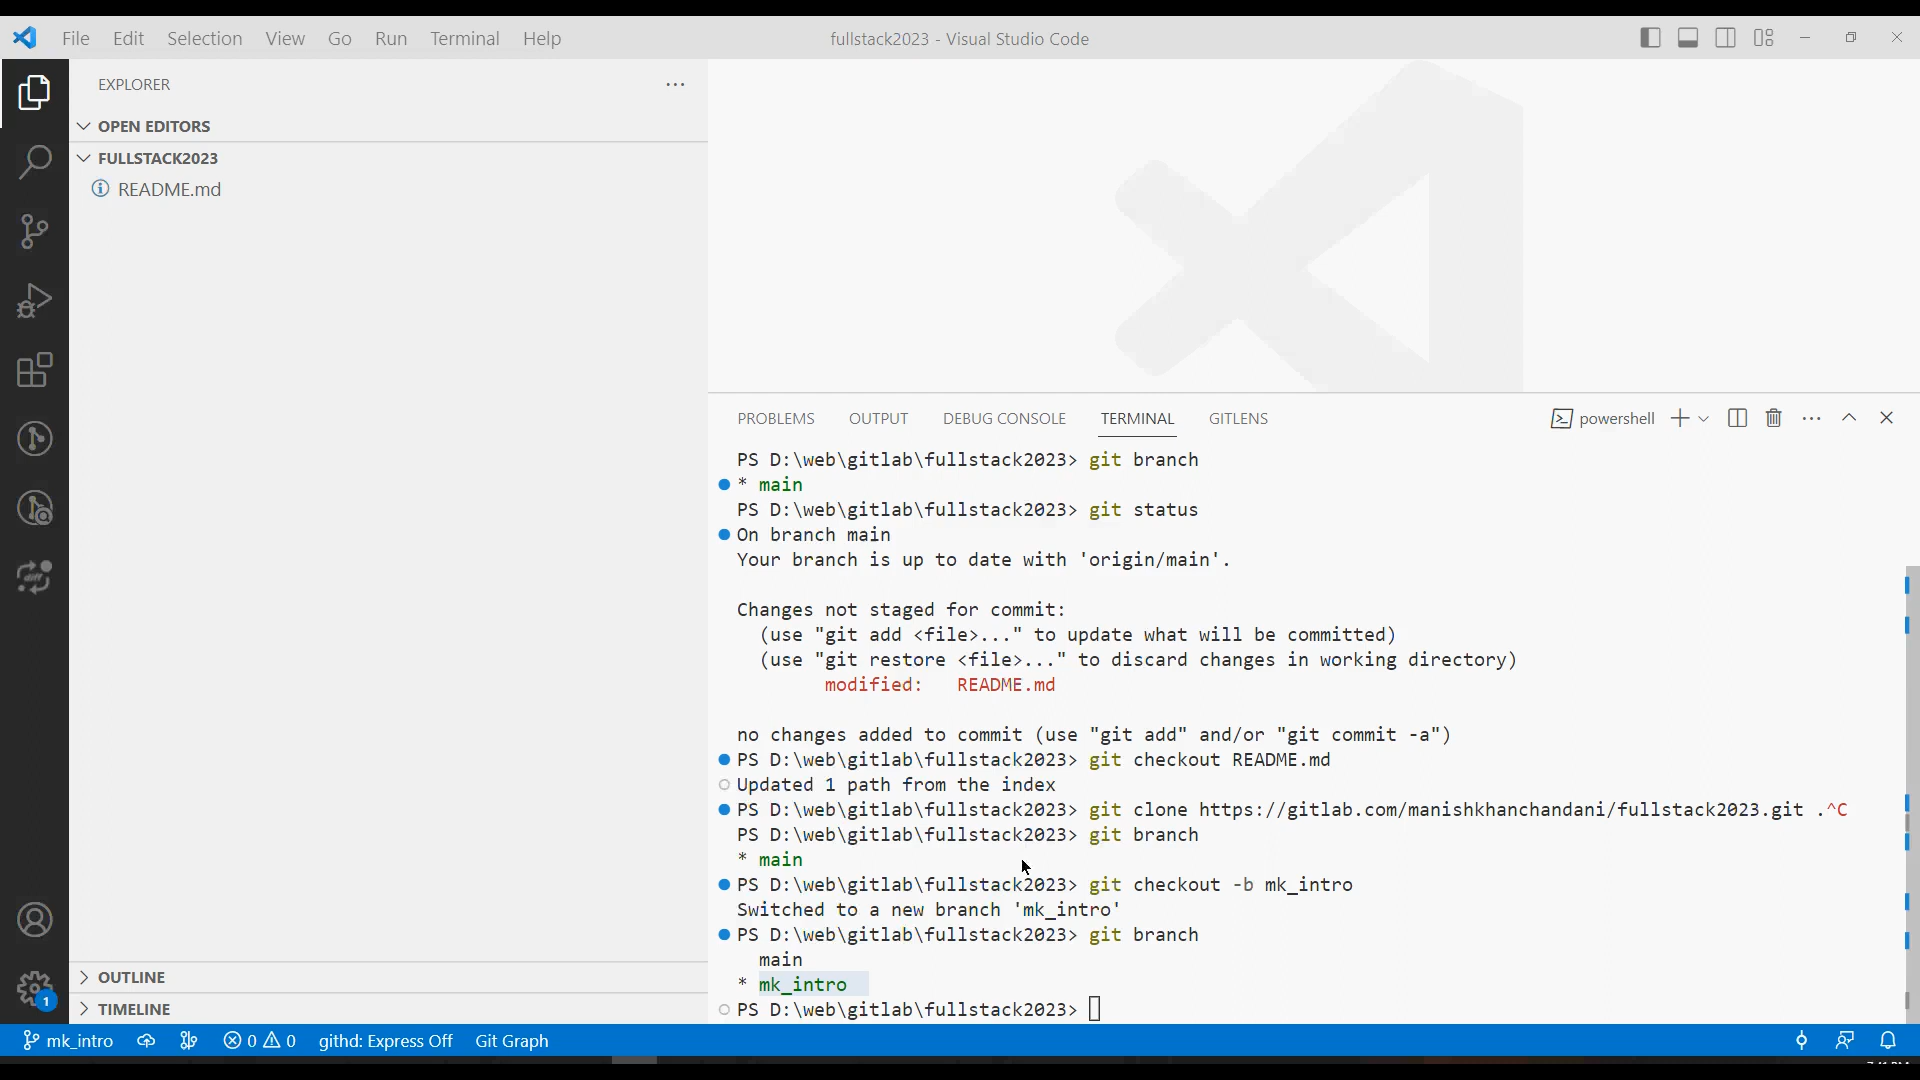 File Edit Selection View Go Run Terminal Help
fullstack2023 - Visual Studio Code
EXPLORER
OPEN EDITORS
FULLSTACK2023
README.md
PROBLEMS OUTPUT DEBUG CONSOLE TERMINAL GITLENS
powershell
PS D:\web\gitlab\fullstack2023> git branch
* main
PS D:\web\gitlab\fullstack2023> git status
On branch main
Your branch is up to date with 'origin/main'.
Changes not staged for commit:
(use "git add <file>..." to update what will be committed)
(use "git restore <file>..." to discard changes in working directory)
modified: README.md
no changes added to commit (use "git add" and/or "git commit -a")
PS D:\web\gitlab\fullstack2023> git checkout README.md
Updated 1 path from the index
PS D:\web\gitlab\fullstack2023> git clone https://gitlab.com/manishkhanchandani/fullstack2023.git .^C
PS D:\web\gitlab\fullstack2023> git branch
* main
PS D:\web\gitlab\fullstack2023> git checkout -b mk_intro
Switched to a new branch 'mk_intro'
PS D:\web\gitlab\fullstack2023> git branch
main
* mk_intro
PS D:\web\gitlab\fullstack2023>
OUTLINE
TIMELINE
1
mk_intro 0 0 githd: Express Off Git Graph